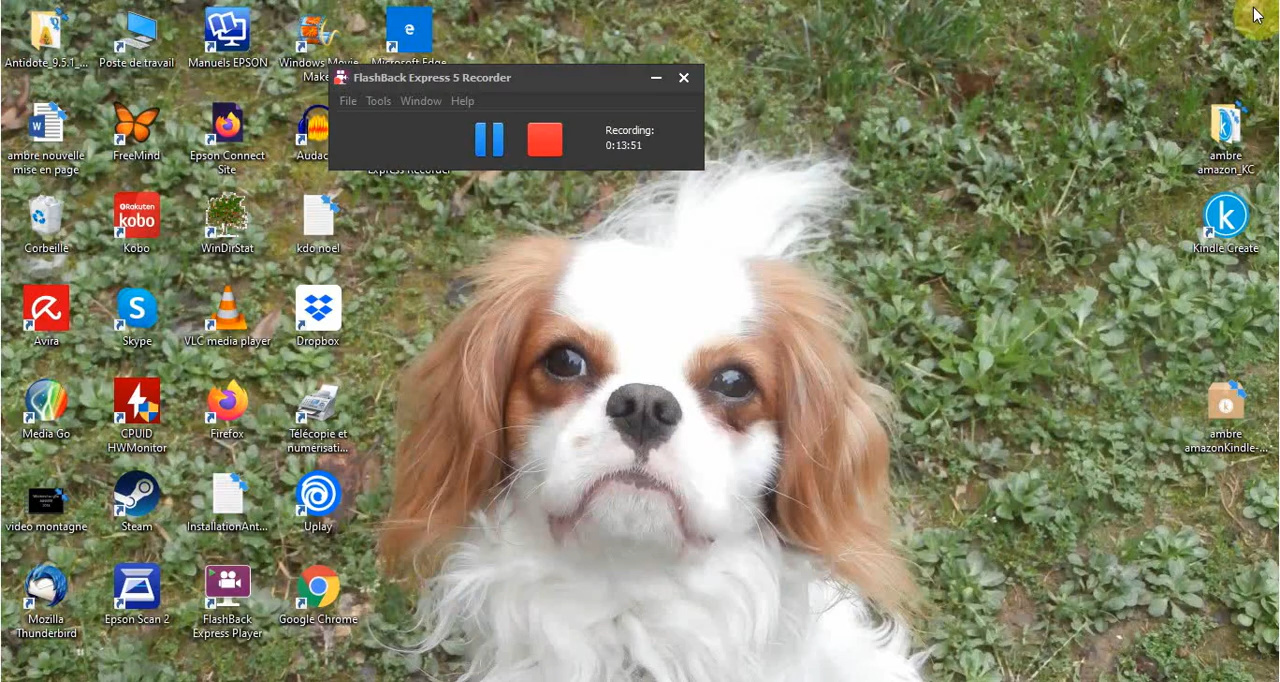 FlashBack Express 5 Recorder
File Tools Window Help
Recording:
0:13:51
Antidote_9.5.1_...
Poste de travail
Manuels EPSON
Windows Movie
Make
Microsoft Edge
ambre nouvelle
mise en page
FreeMind
Epson Connect
Site
Audac
Express Recorder
Corbeille
Rakuten
kobo
Kobo
WinDirStat
kdo noel
Avira
Skype
VLC media player
Dropbox
Media Go
CPUID
HWMonitor
Firefox
Télécopie et
numérisati...
video montagne
Steam
InstallationAnt...
Uplay
Mozilla
Thunderbird
Epson Scan 2
FlashBack
Express Player
Google Chrome
ambre
amazon_KC
Kindle Create
ambre
amazonKindle-...